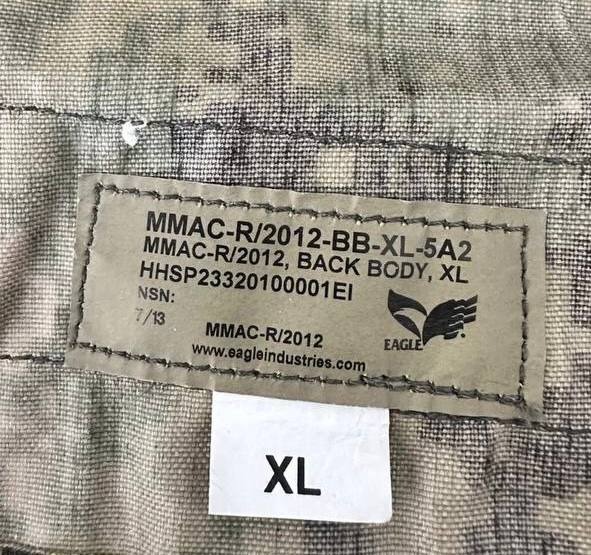 MMAC-R/2012-BB-XL-5A2
MMAC-R/2012, BACK BODY, XL
HHSP23320100001EI
NSN:
7/13
MMAC-R/2012
www.eagleindustries.com
EAGLE
XL